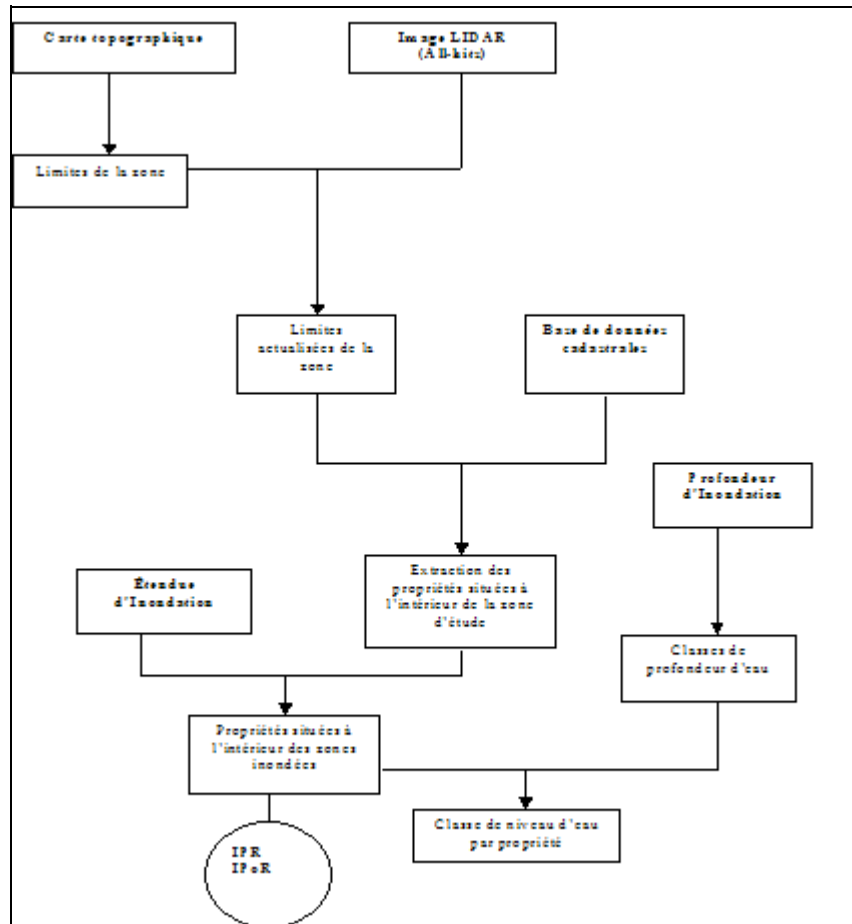 Carte topographique
Image LIDAR
(All-hits)
Limites de la zone
Limites
actualisées de la
zone
Base de données
cadastrales
Profondeur
d'Inondation
Étendue
d'Inondation
Extraction des
propriétés situées à
l'intérieur de la zone
d'étude
Classes de
profondeur d'eau
Propriétés situées à
l'intérieur des zones
inondées
Classe de niveau d'eau
par propriété
IPR
IPoR